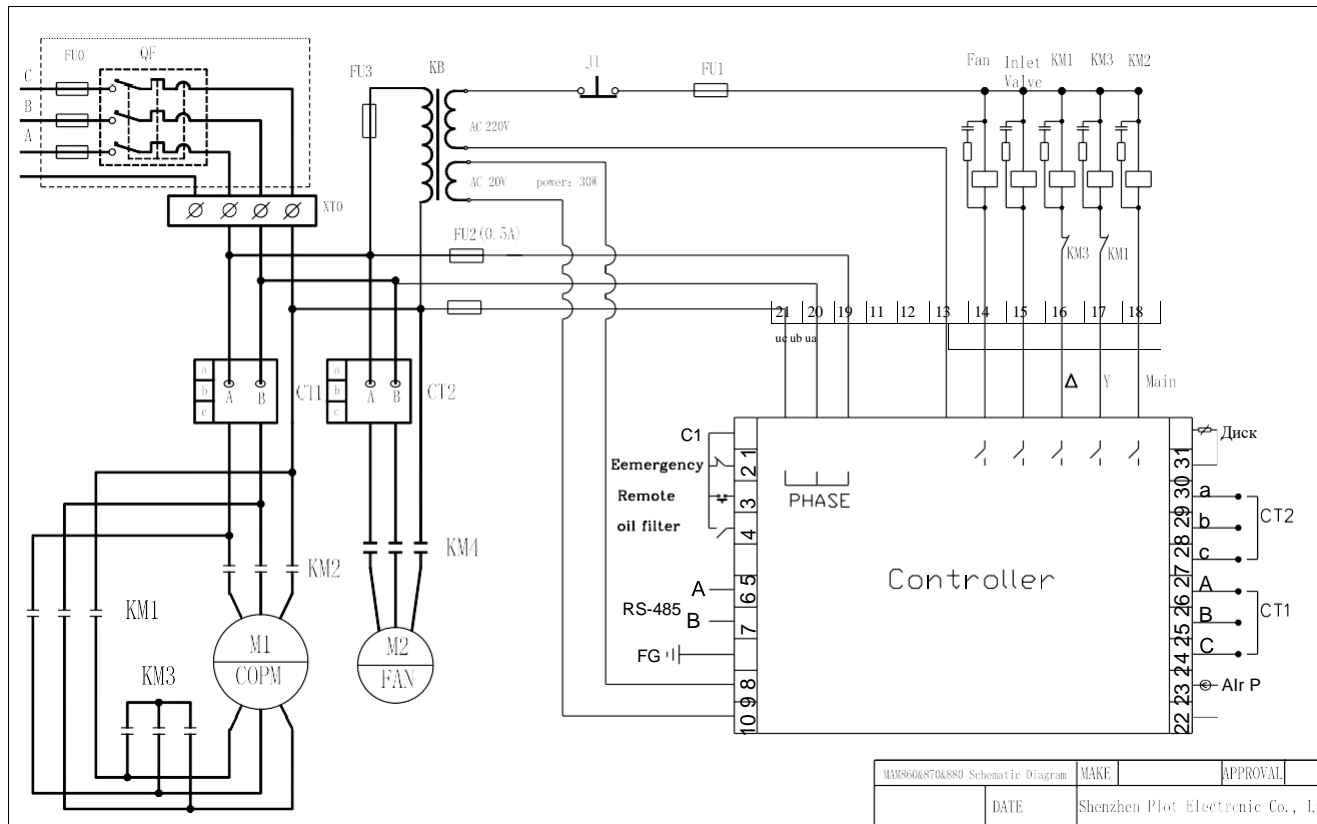 FU0 QF
C
B
A
XT0
FU3 KB J1 FU1
AC 220V
AC 20V power: 30W
FU2(0.5A)
Fan Inlet Valve KM1 KM3 KM2
KM3 KM1
21 20 19 11 12 13 14 15 16 17 18
uc ub ua
Δ Y Main
a
b
c
A B
CT1
a
b
c
A B
CT2
KM2
KM4
KM1
KM3
M1
COPM
M2
FAN
C1
Eemergency
Remote
oil filter
A
RS-485
B
FG
1
2
3
4
5
6
7
8
9
10
PHASE
Controller
31
30
29
28
27
26
25
24
23
22
Диск
a
b
c
CT2
A
B
C
CT1
AIr P
MAM860&870&880 Schematic Diagram MAKE APPROVAL
DATE Shenzhen Plot Electronic Co., L